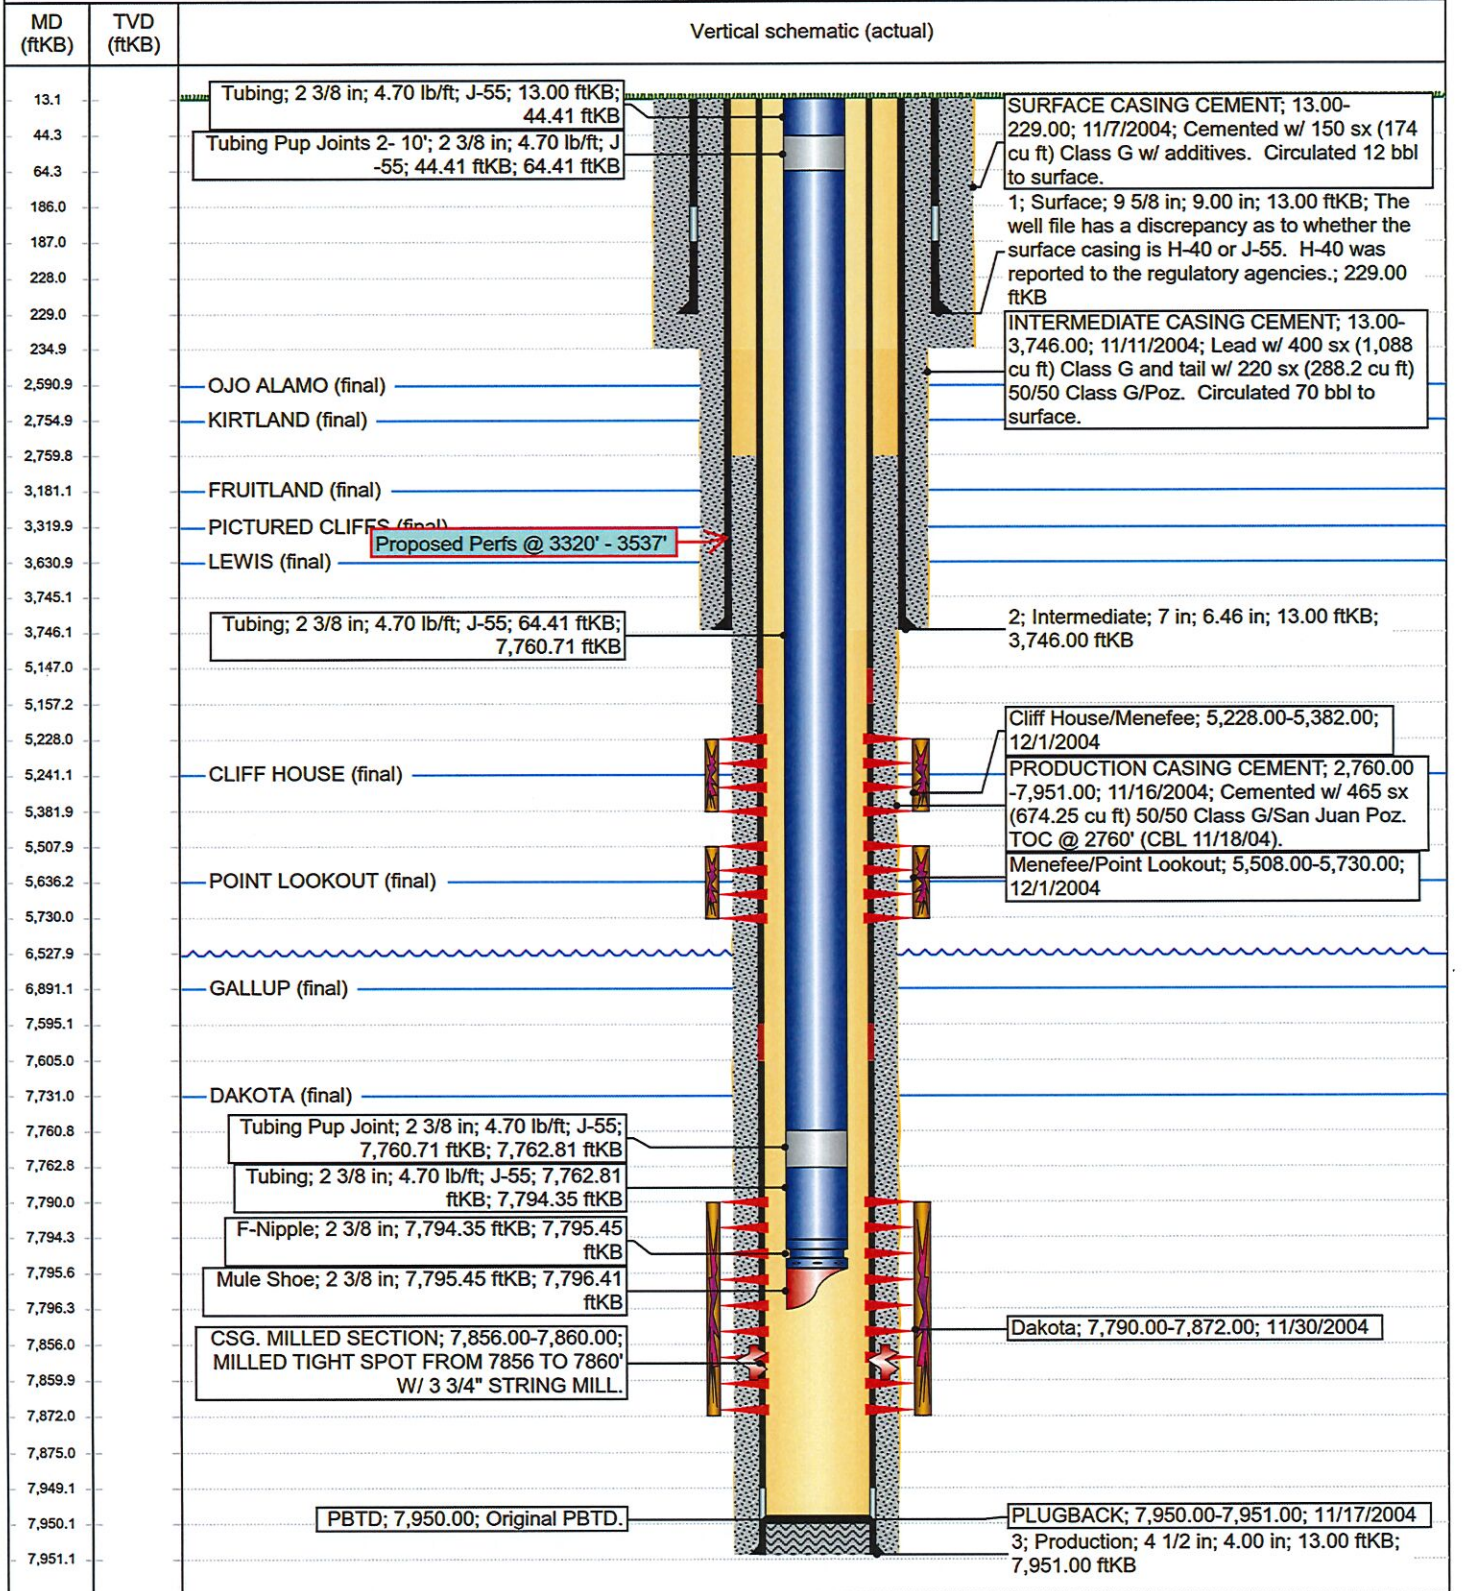 MD
(ftKB)
TVD
(ftKB)
Vertical schematic (actual)
13.1
44.3
64.3
186.0
187.0
228.0
229.0
234.9
2,590.9
2,754.9
2,759.8
3,181.1
3,319.9
3,630.9
3,745.1
3,746.1
5,147.0
5,157.2
5,228.0
5,241.1
5,381.9
5,507.9
5,636.2
5,730.0
6,527.9
6,891.1
7,595.1
7,605.0
7,731.0
7,760.8
7,762.8
7,790.0
7,794.3
7,795.6
7,796.3
7,856.0
7,859.9
7,872.0
7,875.0
7,949.1
7,950.1
7,951.1
Tubing; 2 3/8 in; 4.70 lb/ft; J-55; 13.00 ftKB;
44.41 ftKB
Tubing Pup Joints 2- 10'; 2 3/8 in; 4.70 lb/ft; J
-55; 44.41 ftKB; 64.41 ftKB
OJO ALAMO (final)
KIRTLAND (final)
FRUITLAND (final)
PICTURED CLIFFS (final)
Proposed Perfs @ 3320' - 3537'
LEWIS (final)
Tubing; 2 3/8 in; 4.70 lb/ft; J-55; 64.41 ftKB;
7,760.71 ftKB
CLIFF HOUSE (final)
POINT LOOKOUT (final)
GALLUP (final)
DAKOTA (final)
Tubing Pup Joint; 2 3/8 in; 4.70 lb/ft; J-55;
7,760.71 ftKB; 7,762.81 ftKB
Tubing; 2 3/8 in; 4.70 lb/ft; J-55; 7,762.81
ftKB; 7,794.35 ftKB
F-Nipple; 2 3/8 in; 7,794.35 ftKB; 7,795.45
ftKB
Mule Shoe; 2 3/8 in; 7,795.45 ftKB; 7,796.41
ftKB
CSG. MILLED SECTION; 7,856.00-7,860.00;
MILLED TIGHT SPOT FROM 7856 TO 7860'
W/ 3 3/4" STRING MILL.
PBTD; 7,950.00; Original PBTD.
SURFACE CASING CEMENT; 13.00-
229.00; 11/7/2004; Cemented w/ 150 sx (174
cu ft) Class G w/ additives. Circulated 12 bbl
to surface.
1; Surface; 9 5/8 in; 9.00 in; 13.00 ftKB; The
well file has a discrepancy as to whether the
surface casing is H-40 or J-55. H-40 was
reported to the regulatory agencies.; 229.00
ftKB
INTERMEDIATE CASING CEMENT; 13.00-
3,746.00; 11/11/2004; Lead w/ 400 sx (1,088
cu ft) Class G and tail w/ 220 sx (288.2 cu ft)
50/50 Class G/Poz. Circulated 70 bbl to
surface.
2; Intermediate; 7 in; 6.46 in; 13.00 ftKB;
3,746.00 ftKB
Cliff House/Menefee; 5,228.00-5,382.00;
12/1/2004
PRODUCTION CASING CEMENT; 2,760.00
-7,951.00; 11/16/2004; Cemented w/ 465 sx
(674.25 cu ft) 50/50 Class G/San Juan Poz.
TOC @ 2760' (CBL 11/18/04).
Menefee/Point Lookout; 5,508.00-5,730.00;
12/1/2004
Dakota; 7,790.00-7,872.00; 11/30/2004
PLUGBACK; 7,950.00-7,951.00; 11/17/2004
3; Production; 4 1/2 in; 4.00 in; 13.00 ftKB;
7,951.00 ftKB